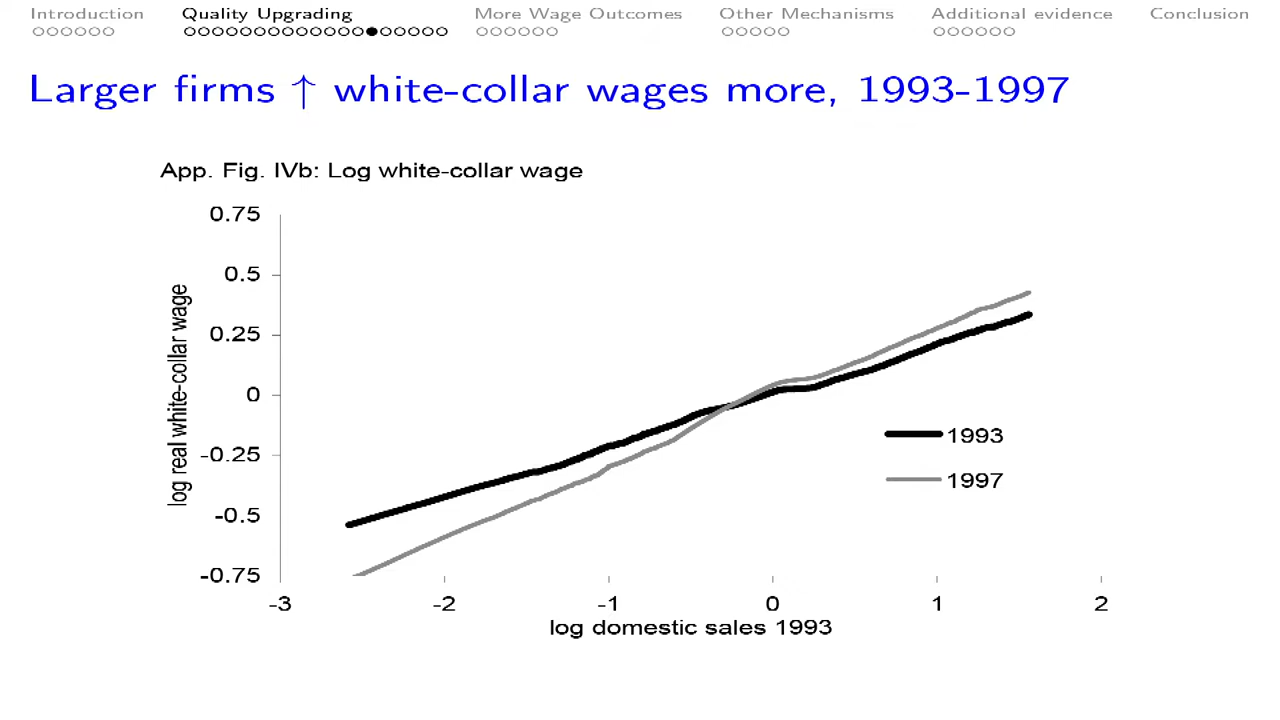 Introduction Quality Upgrading More Wage Outcomes Other Mechanisms Additional evidence Conclusion
Larger firms ↑ white-collar wages more, 1993-1997
App. Fig. IVb: Log white-collar wage
0.75
0.5
0.25
0
-0.25
-0.5
-0.75
log real white-collar wage
1993
1997
-3 -2 -1 0 1 2
log domestic sales 1993